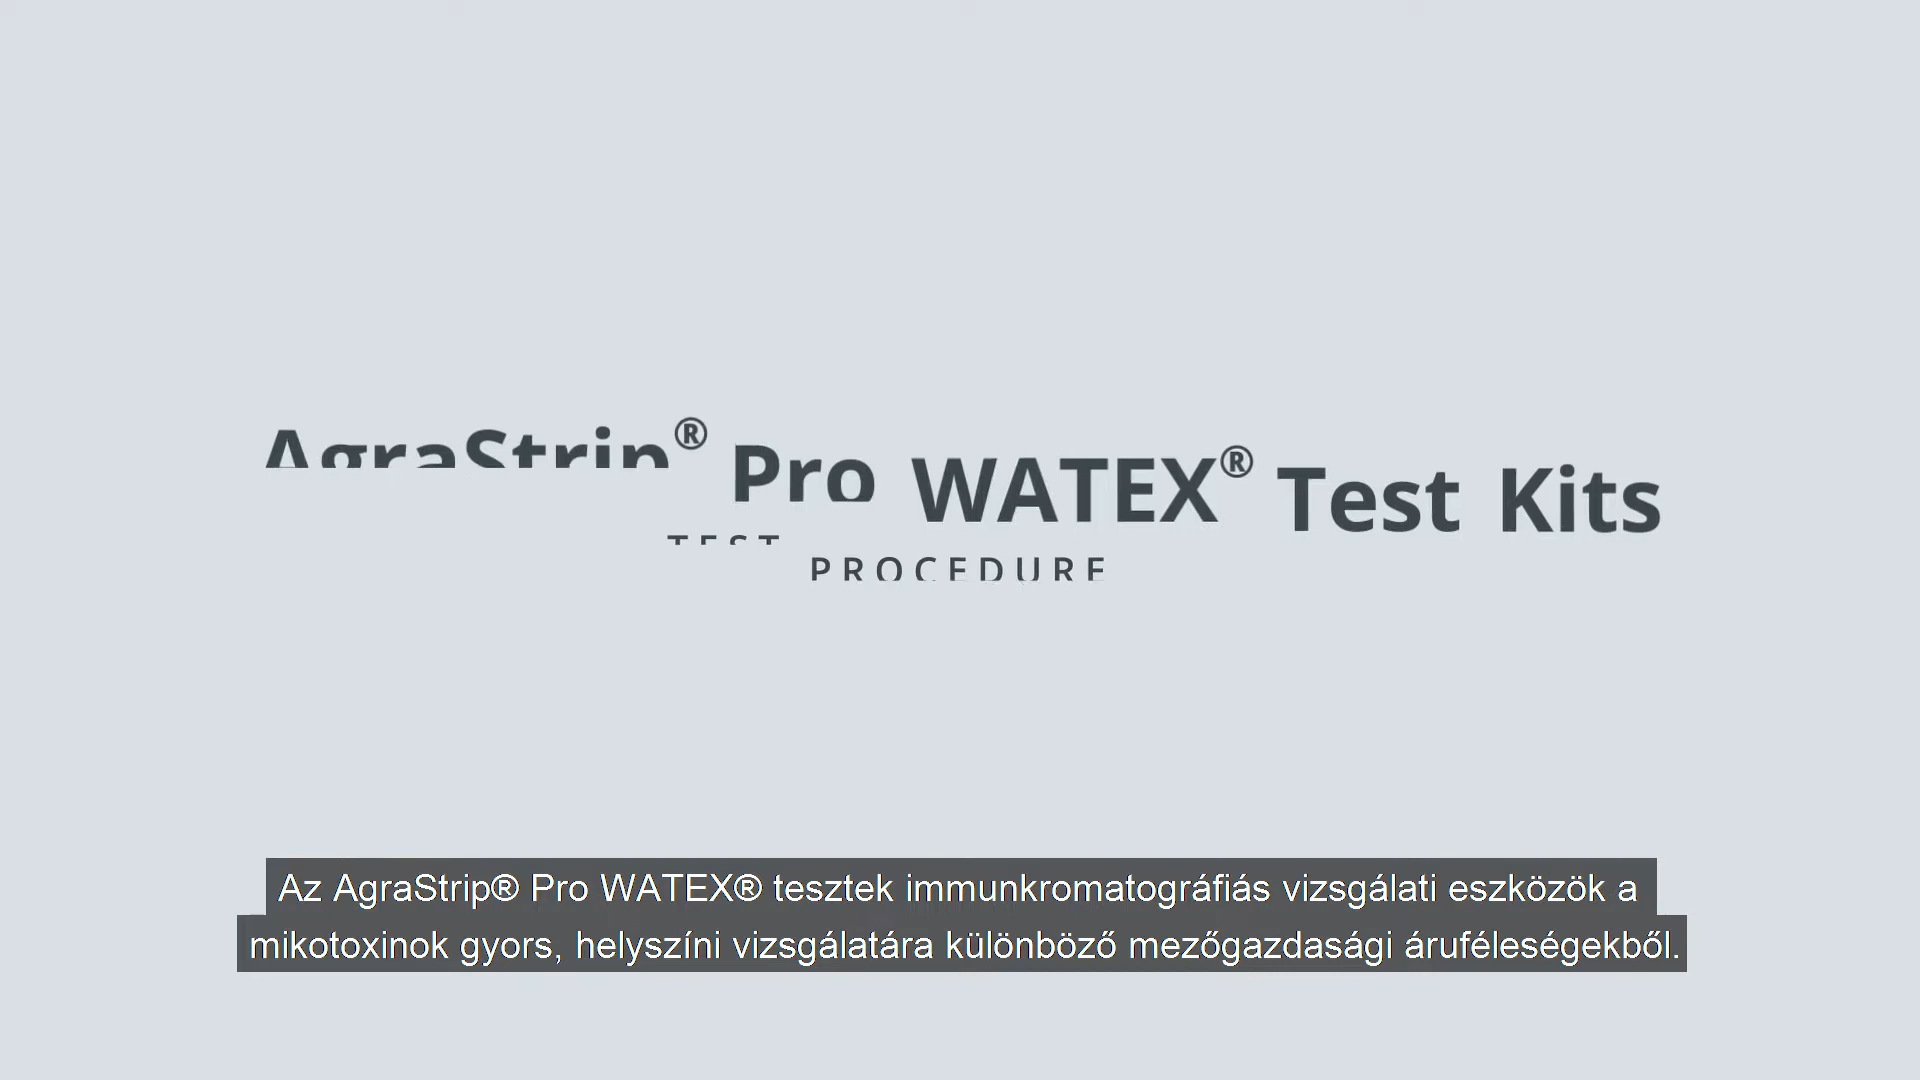 AgraStrip® Pro WATEX® Test Kits
TEST PROCEDURE
Az AgraStrip® Pro WATEX® tesztek immunkromatográfiás vizsgálati eszközök a
mikotoxinok gyors, helyszíni vizsgálatára különböző mezőgazdasági áruféleségekből.